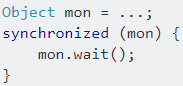 Object mon = ...;
synchronized (mon) {
    mon.wait();
}